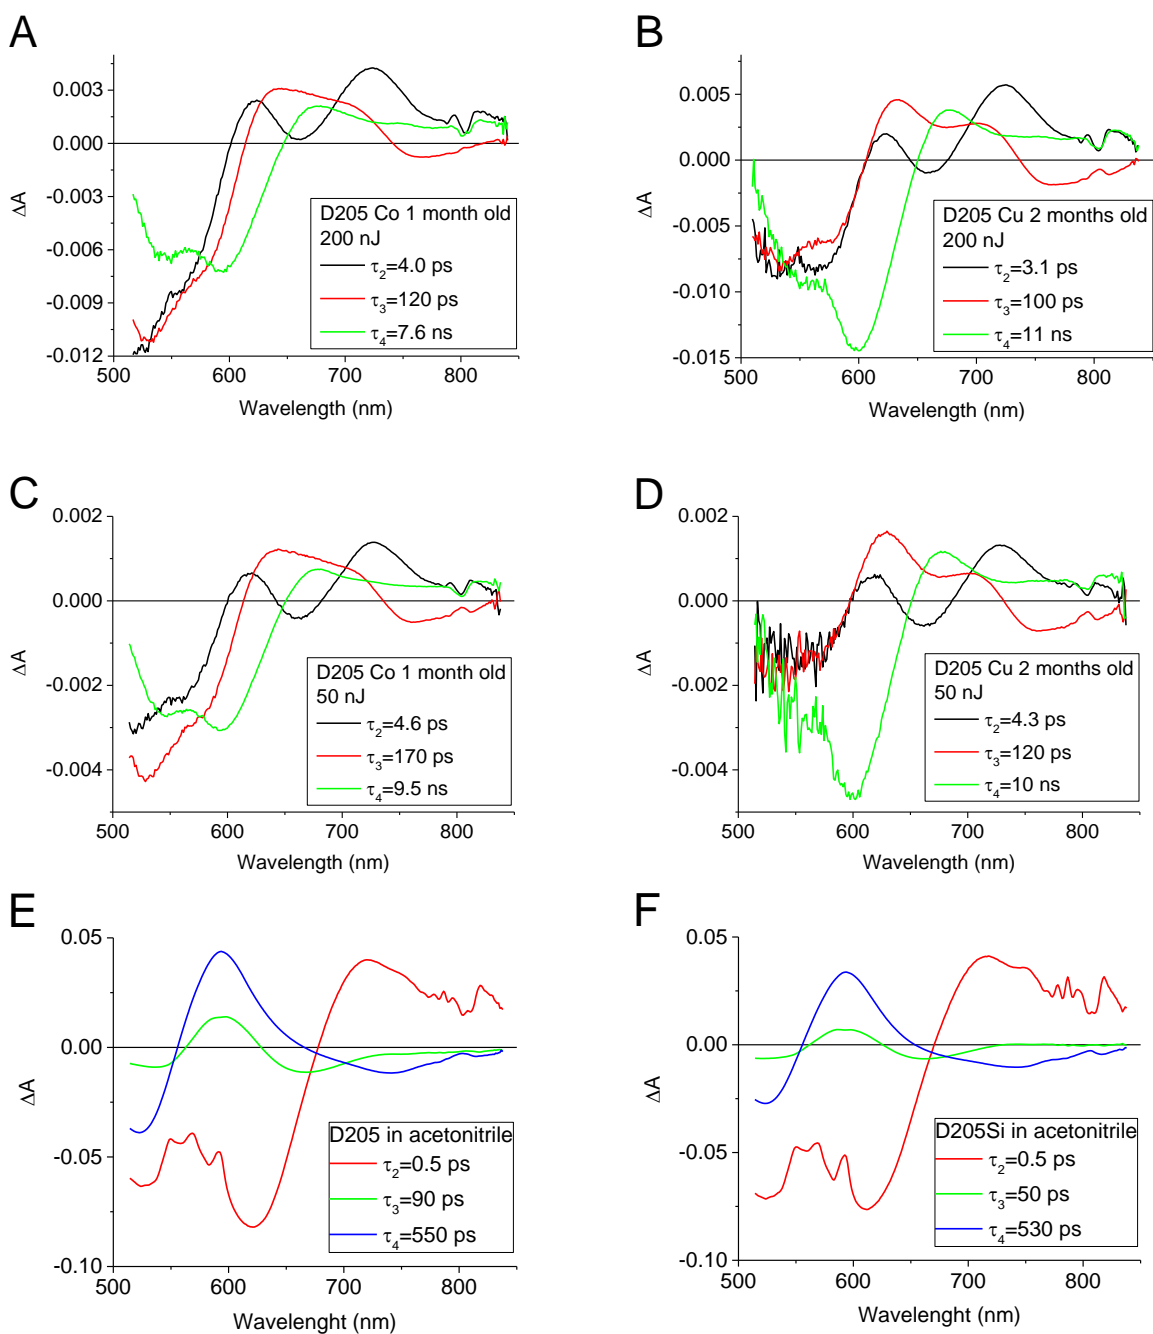 A
0.003
0.000
-0.003
-0.006
-0.009
-0.012
ΔA
500
600
700
800
Wavelength (nm)
D205 Co 1 month old
200 nJ
τ2=4.0 ps
τ3=120 ps
τ4=7.6 ns
B
0.005
0.000
-0.005
-0.010
-0.015
ΔA
500
600
700
800
Wavelength (nm)
D205 Cu 2 months old
200 nJ
τ2=3.1 ps
τ3=100 ps
τ4=11 ns
C
0.002
0.000
-0.002
-0.004
ΔA
500
600
700
800
Wavelength (nm)
D205 Co 1 month old
50 nJ
τ2=4.6 ps
τ3=170 ps
τ4=9.5 ns
D
0.002
0.000
-0.002
-0.004
ΔA
500
600
700
800
Wavelength (nm)
D205 Cu 2 months old
50 nJ
τ2=4.3 ps
τ3=120 ps
τ4=10 ns
E
0.05
0.00
-0.05
-0.10
ΔA
500
600
700
800
Wavelenght (nm)
D205 in acetonitrile
τ2=0.5 ps
τ3=90 ps
τ4=550 ps
F
0.05
0.00
-0.05
-0.10
ΔA
500
600
700
800
Wavelenght (nm)
D205Si in acetonitrile
τ2=0.5 ps
τ3=50 ps
τ4=530 ps